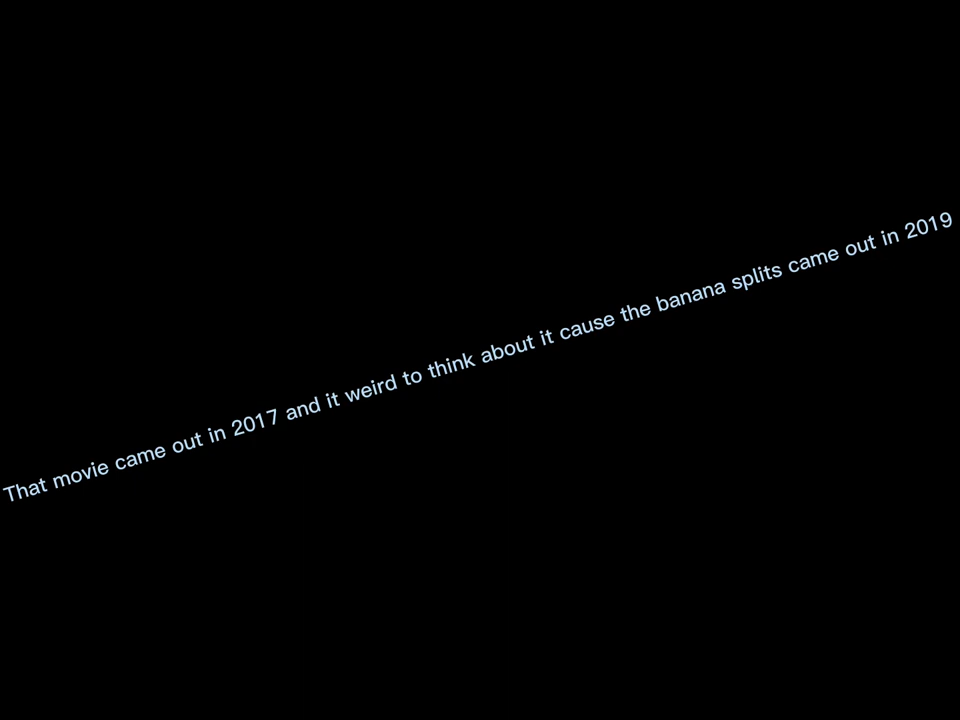 That movie came out in 2017 and it weird to think about it cause the banana splits came out in 2019